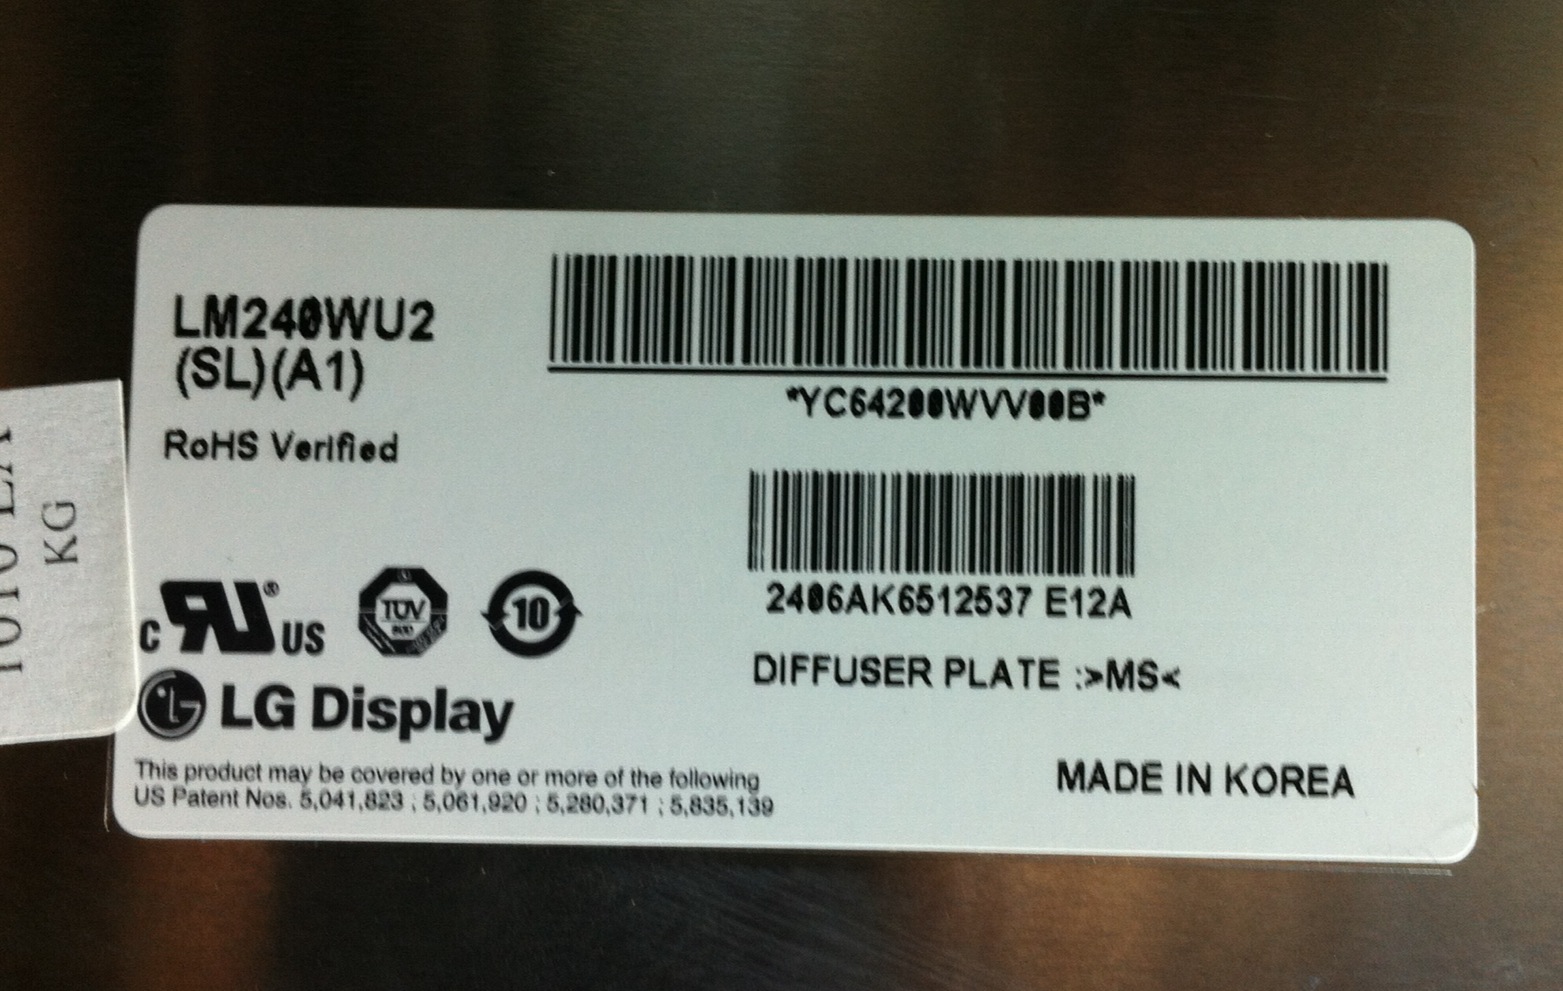 LM240WU2
(SL)(A1)
RoHS Verified
*YC64200WVV00B*
2406AK6512537 E12A
DIFFUSER PLATE :>MS<
c RU ® US
TÜV
10
LG Display
This product may be covered by one or more of the following
US Patent Nos. 5,041,823 ; 5,061,920 ; 5,280,371 ; 5,835,139
MADE IN KOREA
KG